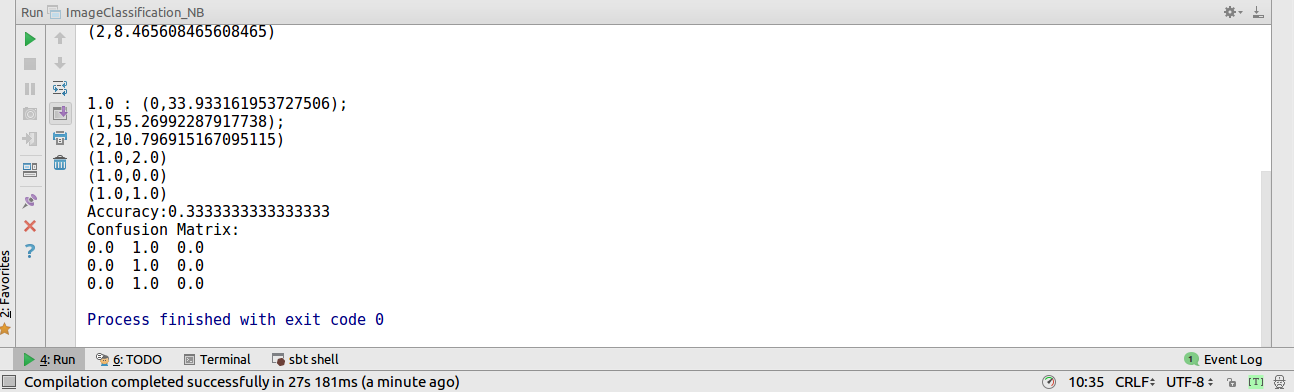 Run ImageClassification_NB
(2,8.465608465608465)
1.0 : (0,33.933161953727506);
(1,55.26992287917738);
(2,10.796915167095115)
(1.0,2.0)
(1.0,0.0)
(1.0,1.0)
Accuracy:0.3333333333333333
Confusion Matrix:
0.0 1.0 0.0
0.0 1.0 0.0
0.0 1.0 0.0
Process finished with exit code 0
2: Favorites
?
4: Run 6: TODO Terminal sbt shell 1 Event Log
Compilation completed successfully in 27s 181ms (a minute ago) 10:35 CRLF UTF-8 [T]